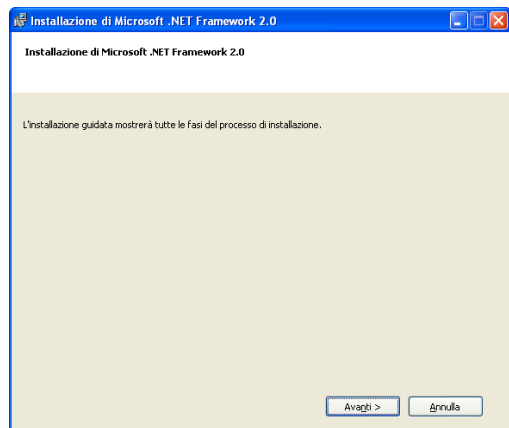 Installazione di Microsoft .NET Framework 2.0
Installazione di Microsoft .NET Framework 2.0
L'installazione guidata mostrerà tutte le fasi del processo di installazione.
Avanti > Annulla